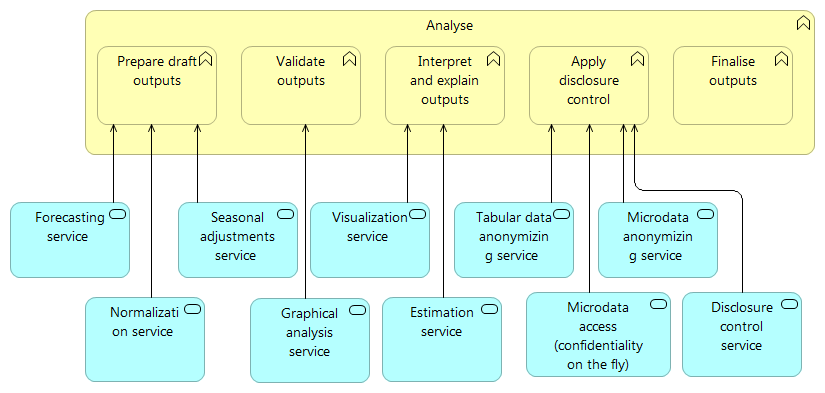 Analyse
Prepare draft
outputs
Validate
outputs
Interpret
and explain
outputs
Apply
disclosure
control
Finalise
outputs
Forecasting
service
Seasonal
adjustments
service
Visualization
service
Tabular data
anonymizin
g service
Microdata
anonymizin
g service
Normalizati
on service
Graphical
analysis
service
Estimation
service
Microdata
access
(confidentiality
on the fly)
Disclosure
control
service